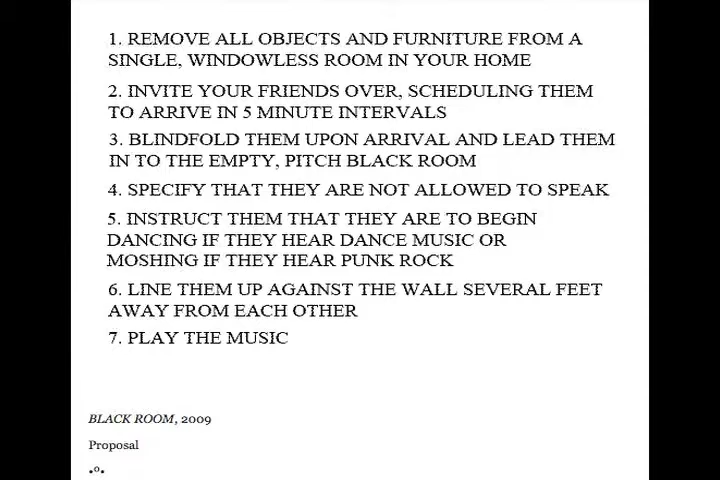 1. REMOVE ALL OBJECTS AND FURNITURE FROM A
SINGLE, WINDOWLESS ROOM IN YOUR HOME
2. INVITE YOUR FRIENDS OVER, SCHEDULING THEM
TO ARRIVE IN 5 MINUTE INTERVALS
3. BLINDFOLD THEM UPON ARRIVAL AND LEAD THEM
IN TO THE EMPTY, PITCH BLACK ROOM
4. SPECIFY THAT THEY ARE NOT ALLOWED TO SPEAK
5. INSTRUCT THEM THAT THEY ARE TO BEGIN
DANCING IF THEY HEAR DANCE MUSIC OR
MOSHING IF THEY HEAR PUNK ROCK
6. LINE THEM UP AGAINST THE WALL SEVERAL FEET
AWAY FROM EACH OTHER
7. PLAY THE MUSIC
BLACK ROOM, 2009
Proposal
•º•